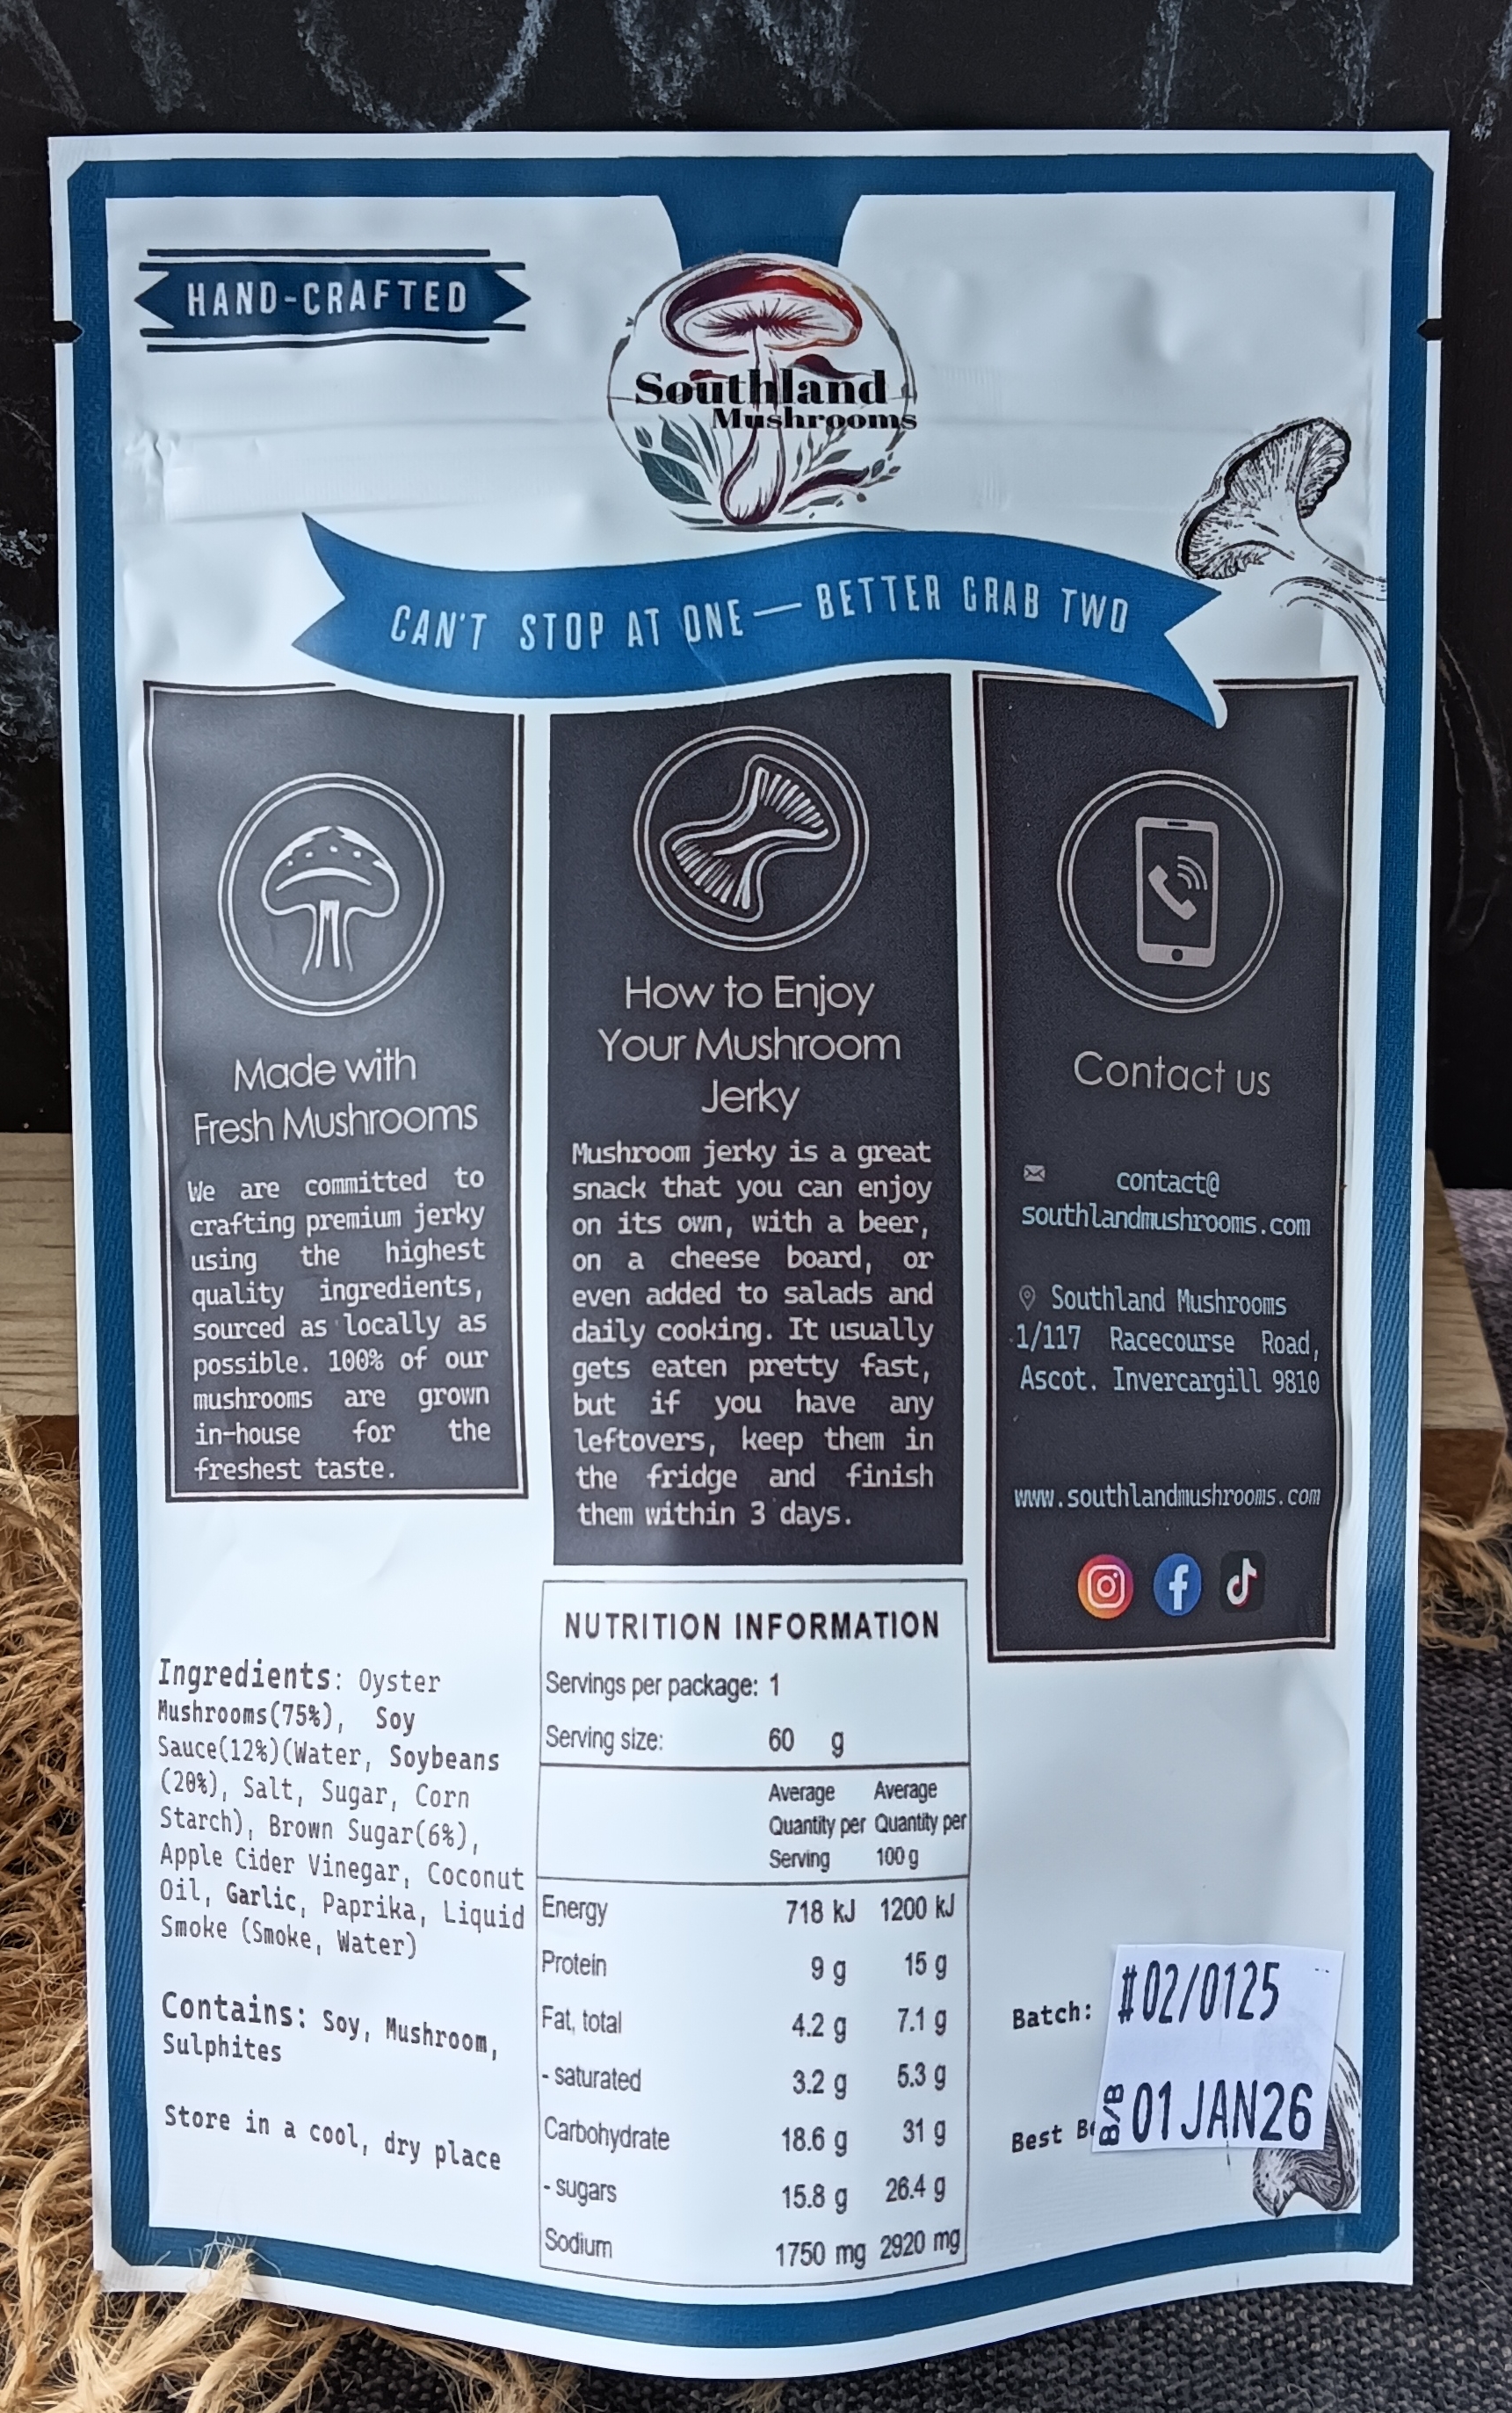 HAND-CRAFTED
Southland
Mushrooms
CAN'T STOP AT ONE — BETTER GRAB TWO
Made with
Fresh Mushrooms
We are committed to
crafting premium jerky
using the highest
quality ingredients,
sourced as locally as
possible. 100% of our
mushrooms are grown
in-house for the
freshest taste.
How to Enjoy
Your Mushroom
Jerky
Mushroom jerky is a great
snack that you can enjoy
on its own, with a beer,
on a cheese board, or
even added to salads and
daily cooking. It usually
gets eaten pretty fast,
but if you have any
leftovers, keep them in
the fridge and finish
them within 3 days.
Contact us
contact@
southlandmushrooms.com
Southland Mushrooms
1/117 Racecourse Road,
Ascot. Invercargill 9810
www.southlandmushrooms.com
Ingredients: Oyster
Mushrooms(75%), Soy
Sauce(12%)(Water, Soybeans
(20%), Salt, Sugar, Corn
Starch), Brown Sugar(6%),
Apple Cider Vinegar, Coconut
Oil, Garlic, Paprika, Liquid
Smoke (Smoke, Water)
Contains: Soy, Mushroom,
Sulphites
Store in a cool, dry place
NUTRITION INFORMATION
Servings per package: 1
Serving size: 60 g
Average Average
Quantity per Quantity per
Serving 100 g
Energy 718 kJ 1200 kJ
Protein 9 g 15 g
Fat, total 4.2 g 7.1 g
- saturated 3.2 g 5.3 g
Carbohydrate 18.6 g 31 g
- sugars 15.8 g 26.4 g
Sodium 1750 mg 2920 mg
Batch: #02/0125
Best B/B 01 JAN26